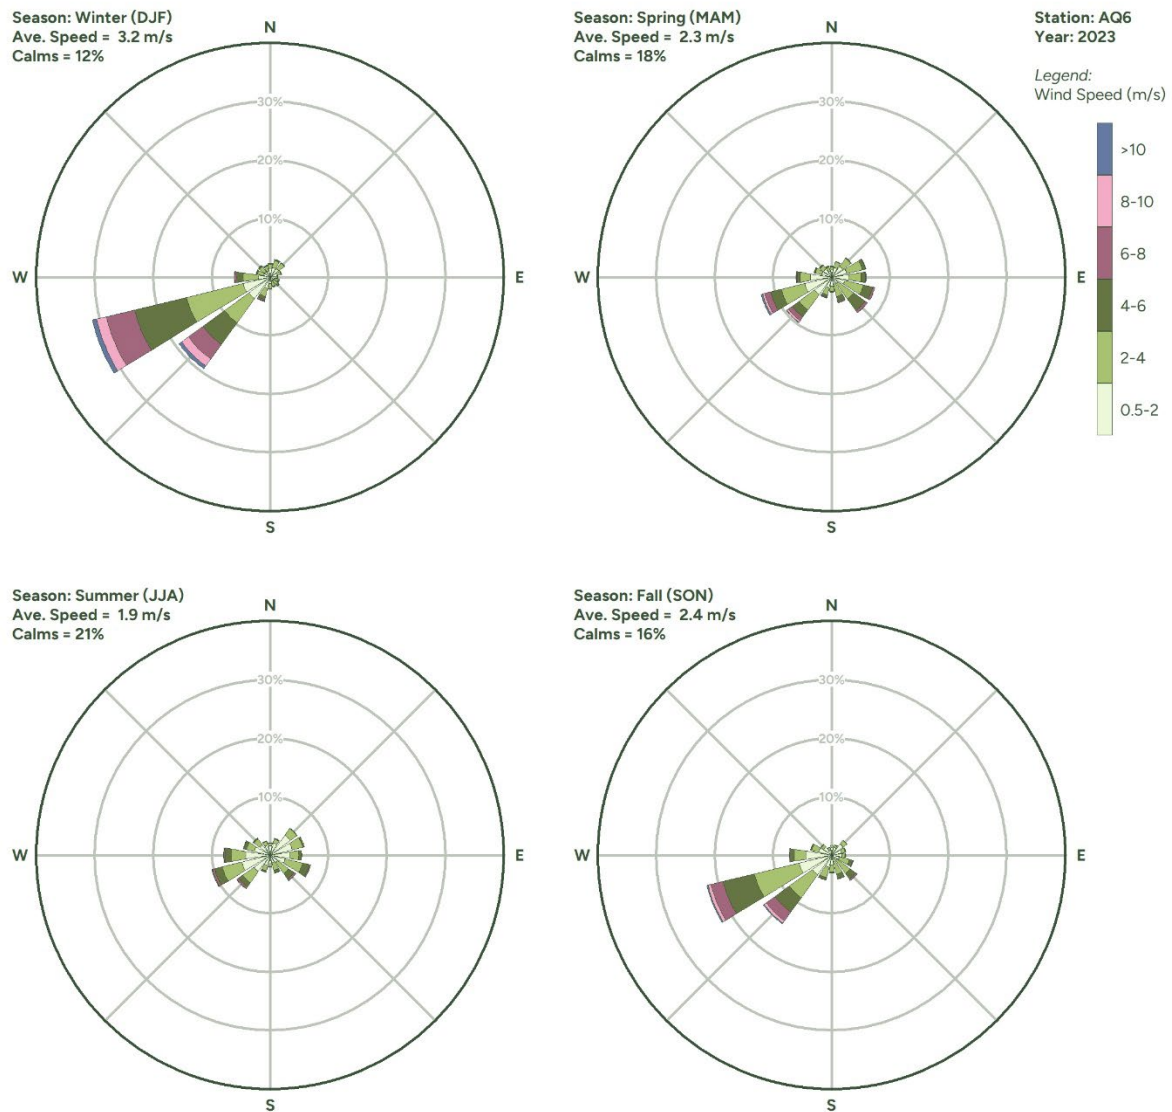 Season: Winter (DJF)
Ave. Speed = 3.2 m/s
Calms = 12%
N
30%
20%
10%
W
E
S
Season: Spring (MAM)
Ave. Speed = 2.3 m/s
Calms = 18%
N
30%
20%
10%
W
E
S
Station: AQ6
Year: 2023
Legend:
Wind Speed (m/s)
>10
8-10
6-8
4-6
2-4
0.5-2
Season: Summer (JJA)
Ave. Speed = 1.9 m/s
Calms = 21%
N
30%
20%
10%
W
E
S
Season: Fall (SON)
Ave. Speed = 2.4 m/s
Calms = 16%
N
30%
20%
10%
W
E
S